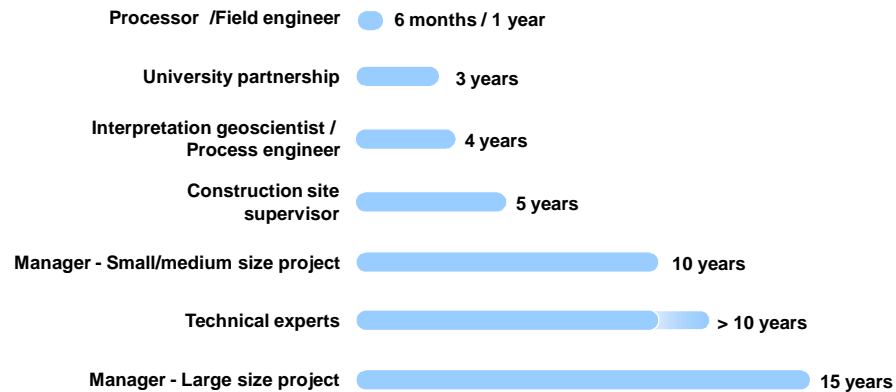 Processor /Field engineer 6 months / 1 year
University partnership 3 years
Interpretation geoscientist /
Process engineer 4 years
Construction site
supervisor 5 years
Manager - Small/medium size project 10 years
Technical experts > 10 years
Manager - Large size project 15 years